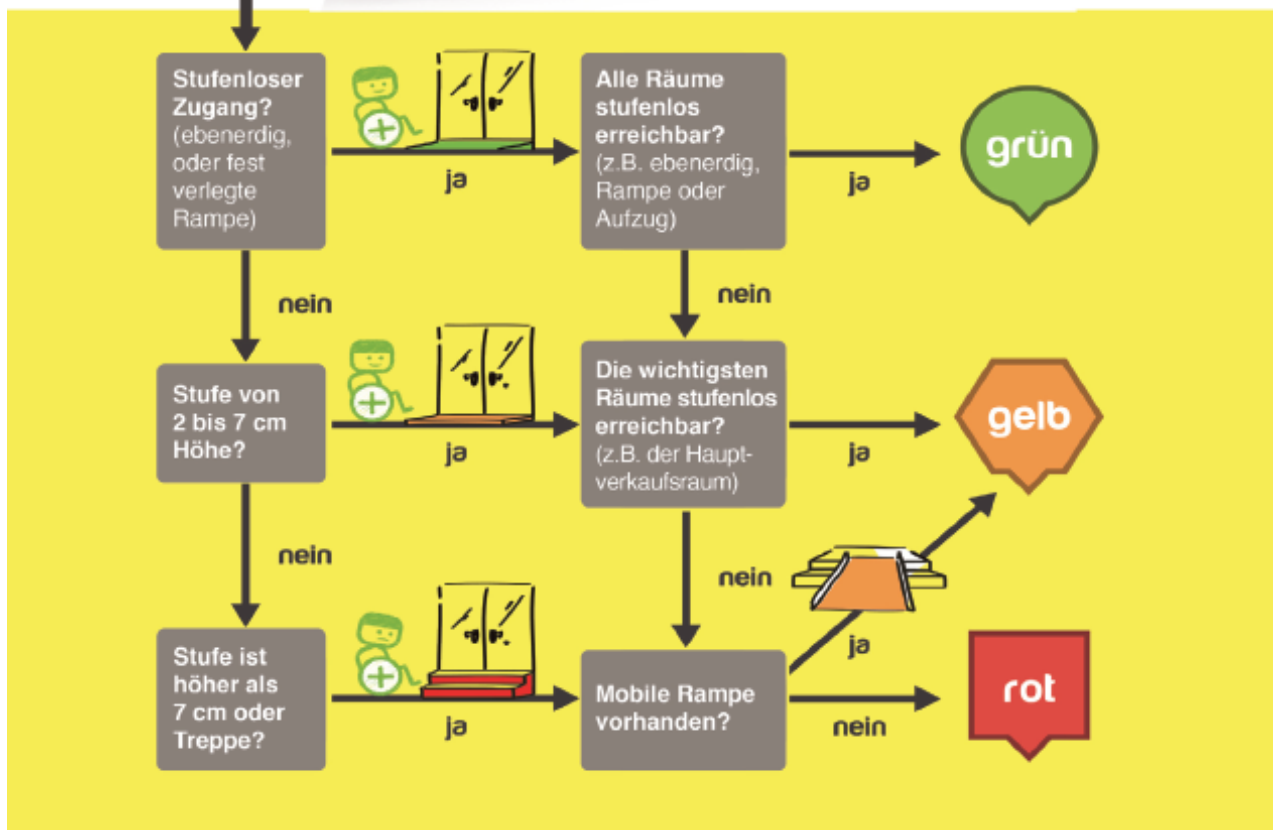 Stufenloser
Zugang?
(ebenerdig,
oder fest
verlegte
Rampe)
ja
Alle Räume
stufenlos
erreichbar?
(z.B. ebenerdig,
Rampe oder
Aufzug)
ja
grün
nein
nein
Stufe von
2 bis 7 cm
Höhe?
ja
Die wichtigsten
Räume stufenlos
erreichbar?
(z.B. der Haupt-
verkaufsraum)
ja
gelb
nein
nein
ja
Stufe ist
höher als
7 cm oder
Treppe?
ja
Mobile Rampe
vorhanden?
nein
rot